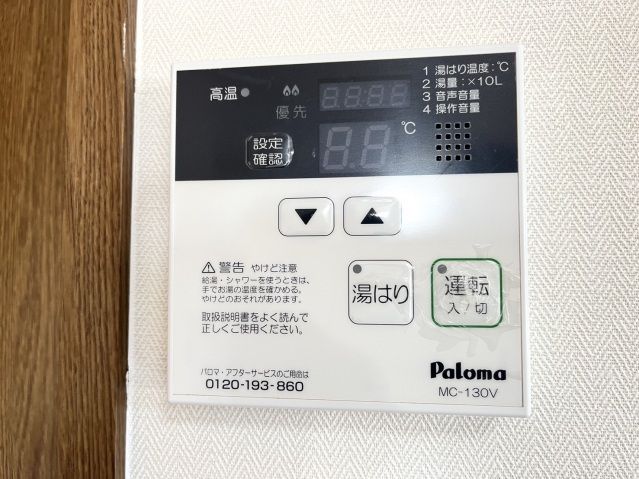 高温
優先
1 湯はり温度:℃
2 湯量:×10L
3 音声音量
4 操作音量
℃
設定
確認
▼ ▲
⚠警告 やけど注意
給湯・シャワーを使うときは、
手でお湯の温度を確かめる。
やけどのおそれがあります。
取扱説明書をよく読んで
正しくご使用ください。
湯はり
運転
入/切
パロマ・アフターサービスのご用命は
0120-193-860
Paloma
MC-130V